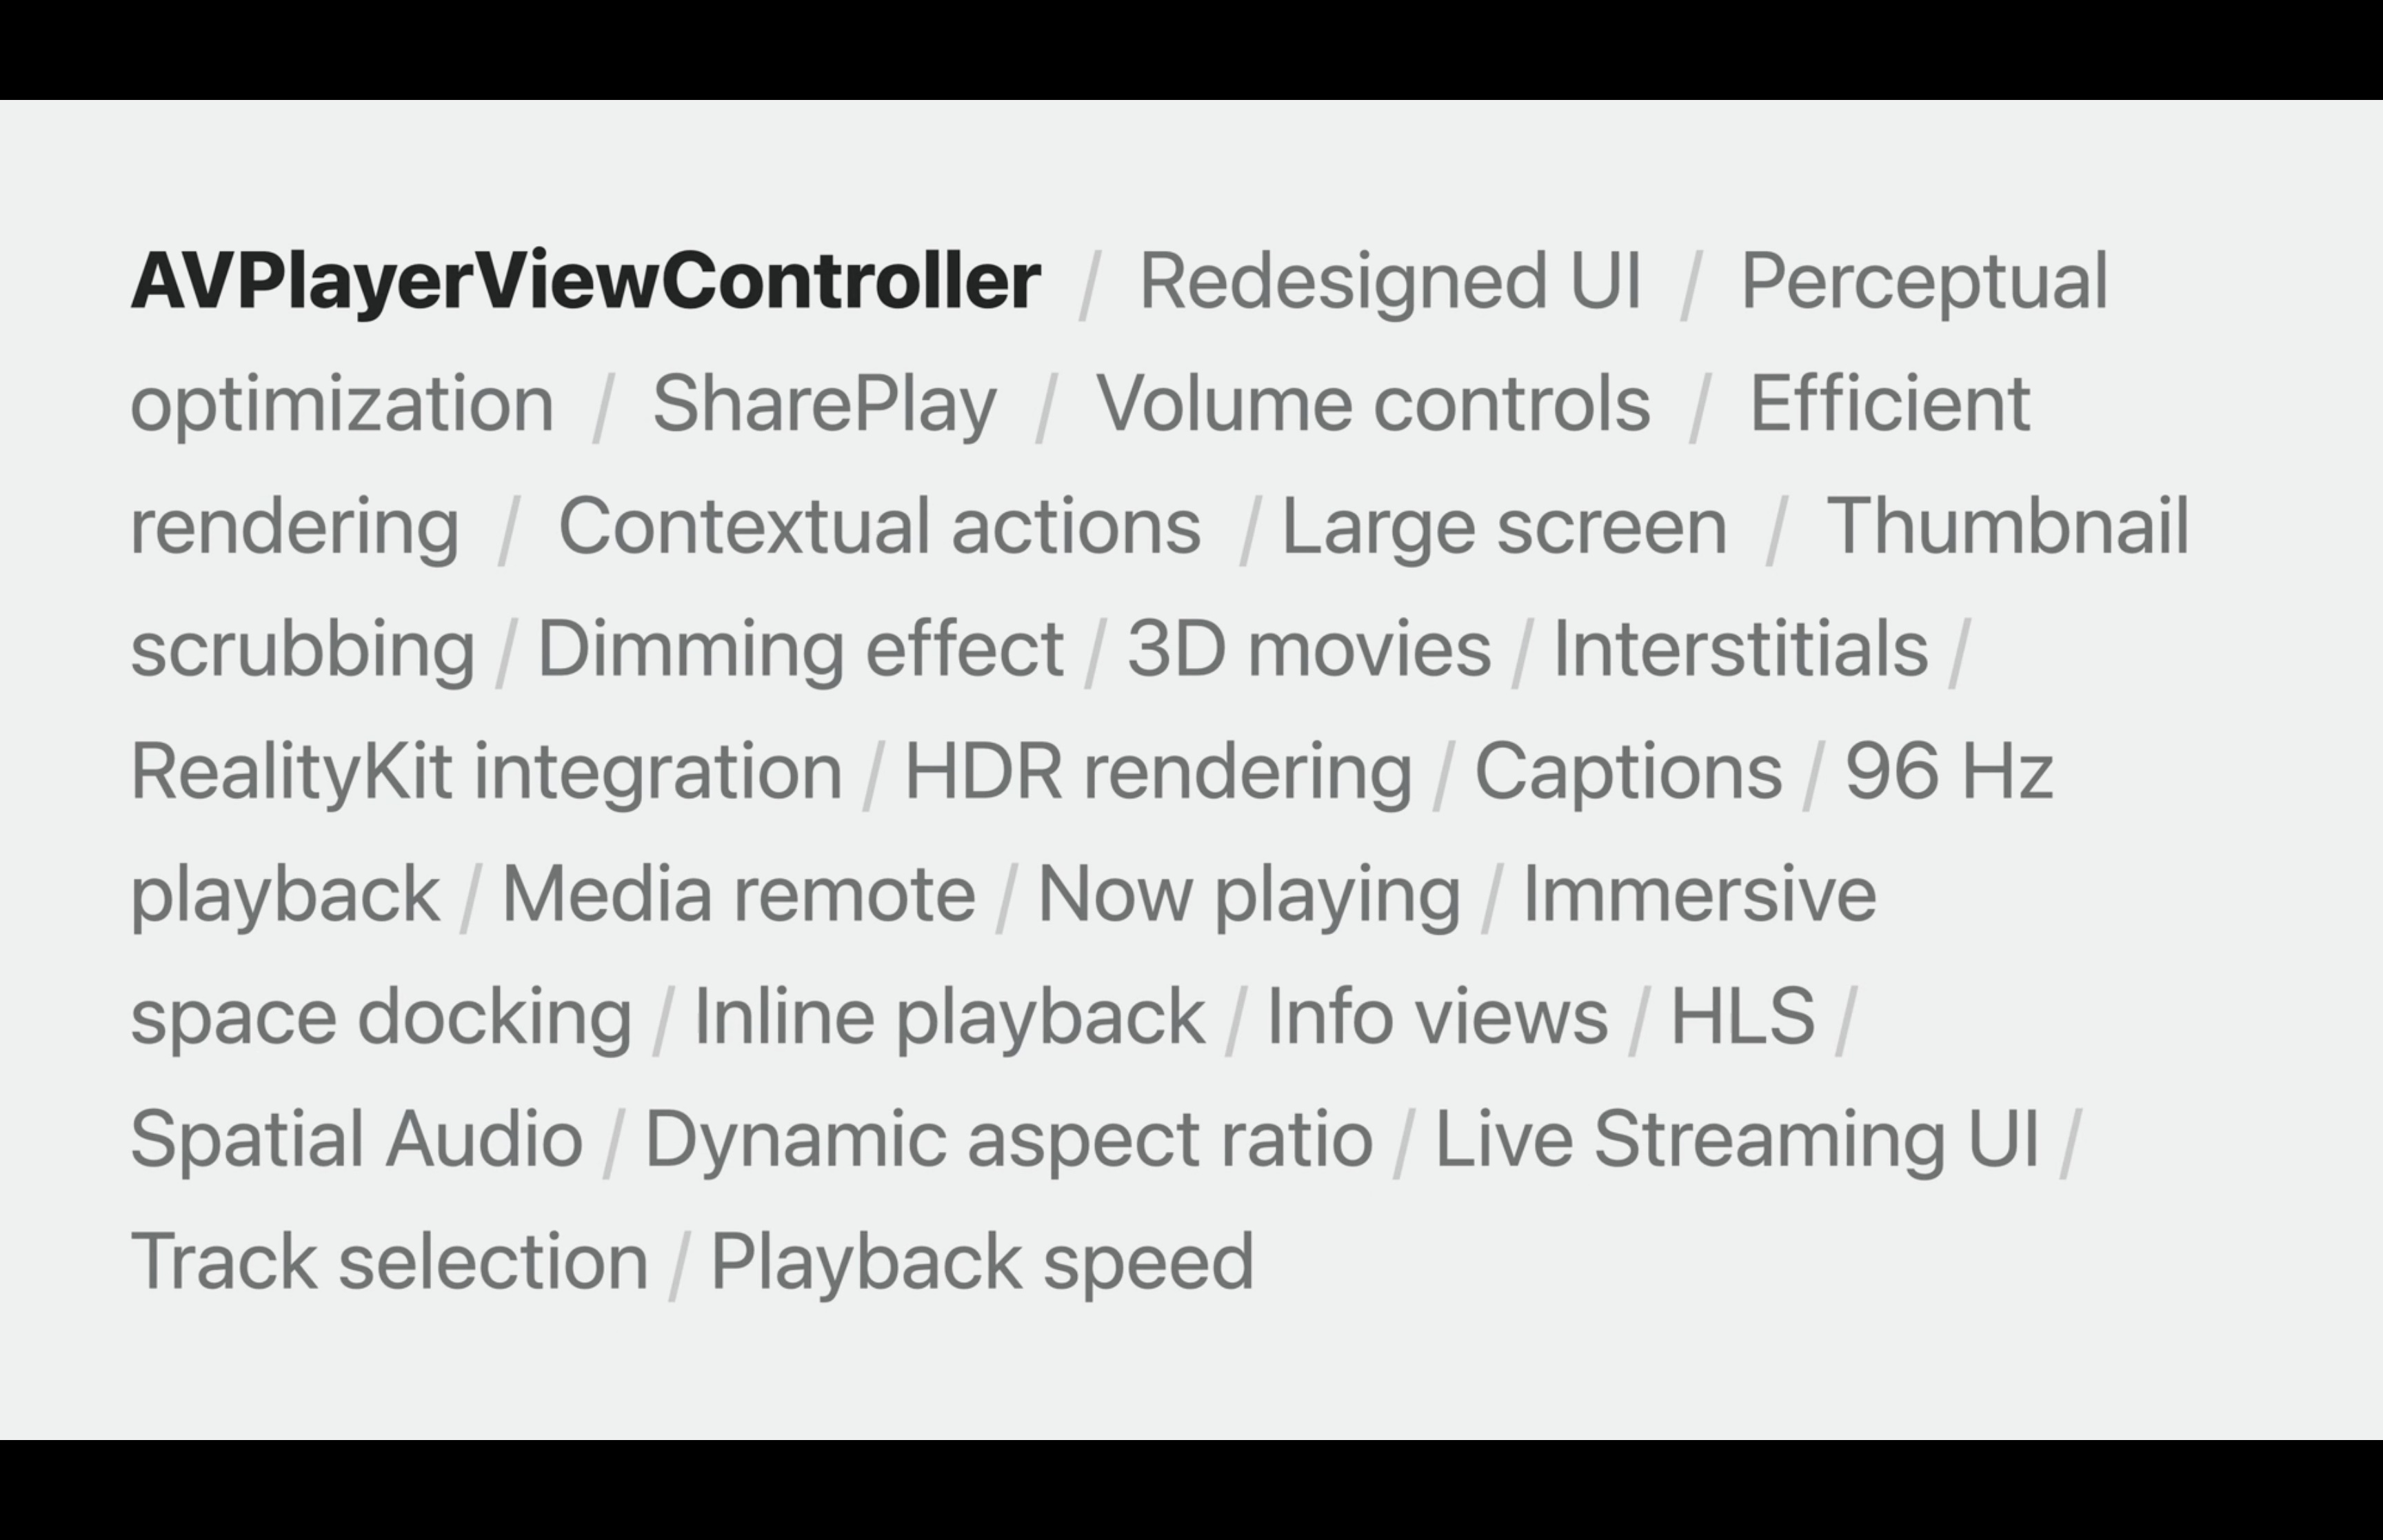 AVPlayerViewController / Redesigned UI / Perceptual
optimization / SharePlay / Volume controls / Efficient
rendering / Contextual actions / Large screen / Thumbnail
scrubbing / Dimming effect / 3D movies / Interstitials /
RealityKit integration / HDR rendering / Captions / 96 Hz
playback / Media remote / Now playing / Immersive
space docking / Inline playback / Info views / HLS /
Spatial Audio / Dynamic aspect ratio / Live Streaming UI /
Track selection / Playback speed